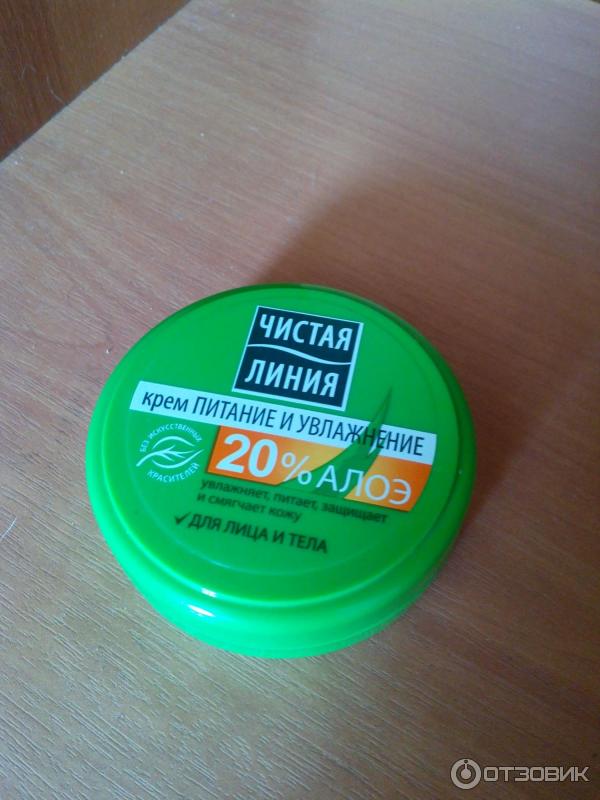 ЧИСТАЯ
ЛИНИЯ
крем ПИТАНИЕ И УВЛАЖНЕНИЕ
БЕЗ ИСКУССТВЕННЫХ
КРАСИТЕЛЕЙ
20% АЛОЭ
увлажняет, питает, защищает
и смягчает кожу
✓ДЛЯ ЛИЦА И ТЕЛА
ОТЗОВИК